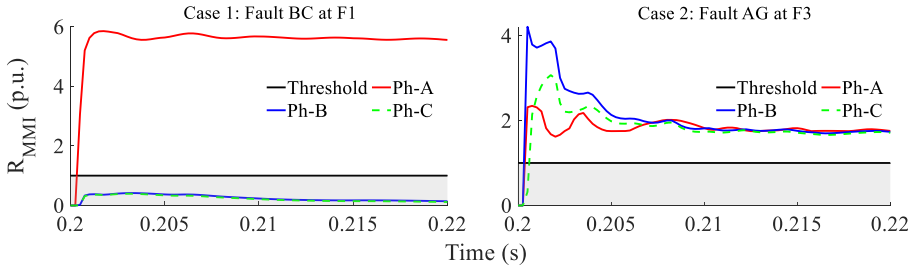 Case 1: Fault BC at F1
Case 2: Fault AG at F3
R_MMI (p.u.)
6
4
2
0
Threshold Ph-A
Ph-B Ph-C
0.2 0.205 0.21 0.215 0.22
4
2
0
Threshold Ph-A
Ph-B Ph-C
0.2 0.205 0.21 0.215 0.22
Time (s)